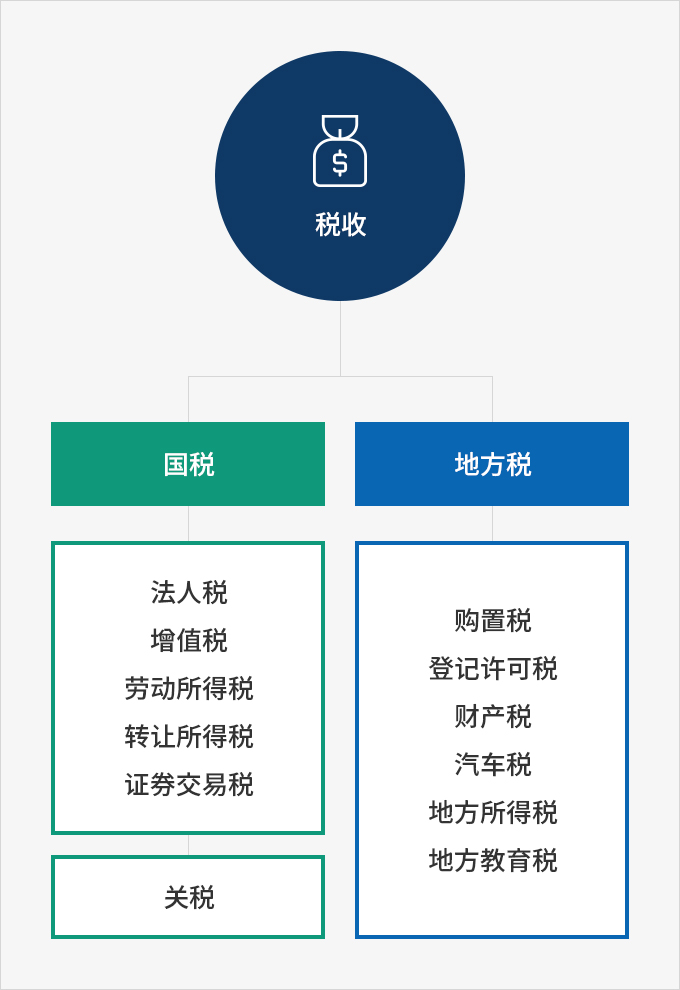 $
税收
国税
地方税
法人税
增值税
劳动所得税
转让所得税
证券交易税
关税
购置税
登记许可税
财产税
汽车税
地方所得税
地方教育税